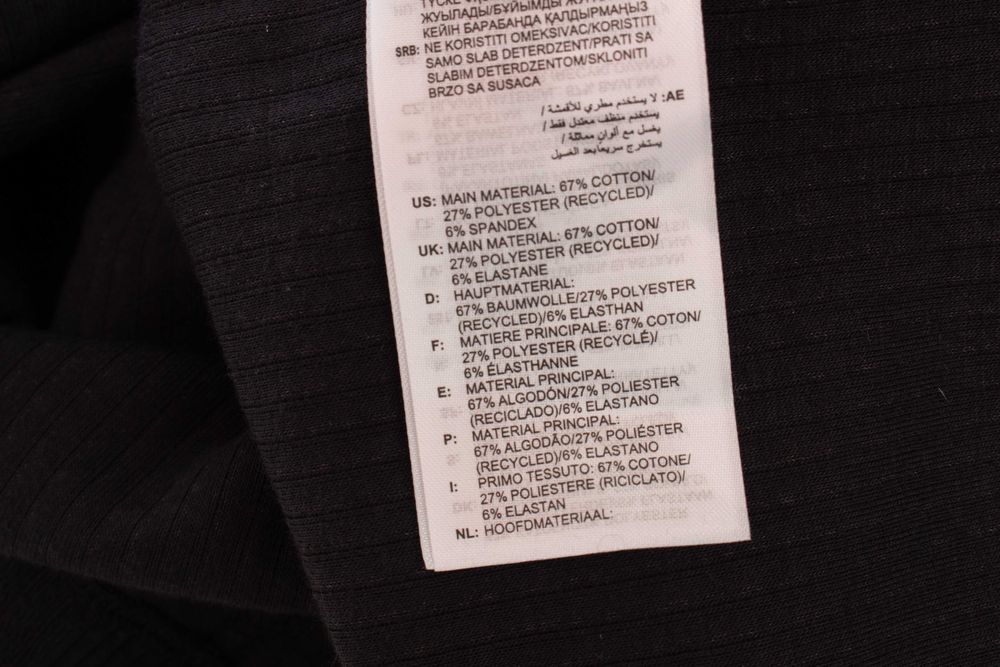 ЖУЫЛАДЫ/БҰЙЫМДЫ
КЕЙІН БАРАБАНДА ҚАЛДЫРМАҢЫЗ
SRB: NE KORISTITI OMEKSIVAC/KORISTITI
SAMO SLAB DETERDZENT/PRATI SA
SLABIM DETERDZENTOM/SKLONITI
BRZO SA SUSACA
AE: لا يستخدم مطري للأقمشة /
يستخدم منظف معتدل فقط /
يغسل مع ألوان مماثلة /
يستخرج سريعا بعد الغسيل
US: MAIN MATERIAL: 67% COTTON/
27% POLYESTER (RECYCLED)/
6% SPANDEX
UK: MAIN MATERIAL: 67% COTTON/
27% POLYESTER (RECYCLED)/
6% ELASTANE
D: HAUPTMATERIAL:
67% BAUMWOLLE/27% POLYESTER
(RECYCLED)/6% ELASTHAN
F: MATIERE PRINCIPALE: 67% COTON/
27% POLYESTER (RECYCLÉ)/
6% ÉLASTHANNE
E: MATERIAL PRINCIPAL:
67% ALGODÓN/27% POLIESTER
(RECICLADO)/6% ELASTANO
P: MATERIAL PRINCIPAL:
67% ALGODÃO/27% POLIÉSTER
(RECYCLED)/6% ELASTANO
I: PRIMO TESSUTO: 67% COTONE/
27% POLIESTERE (RICICLATO)/
6% ELASTAN
NL: HOOFDMATERIAAL: